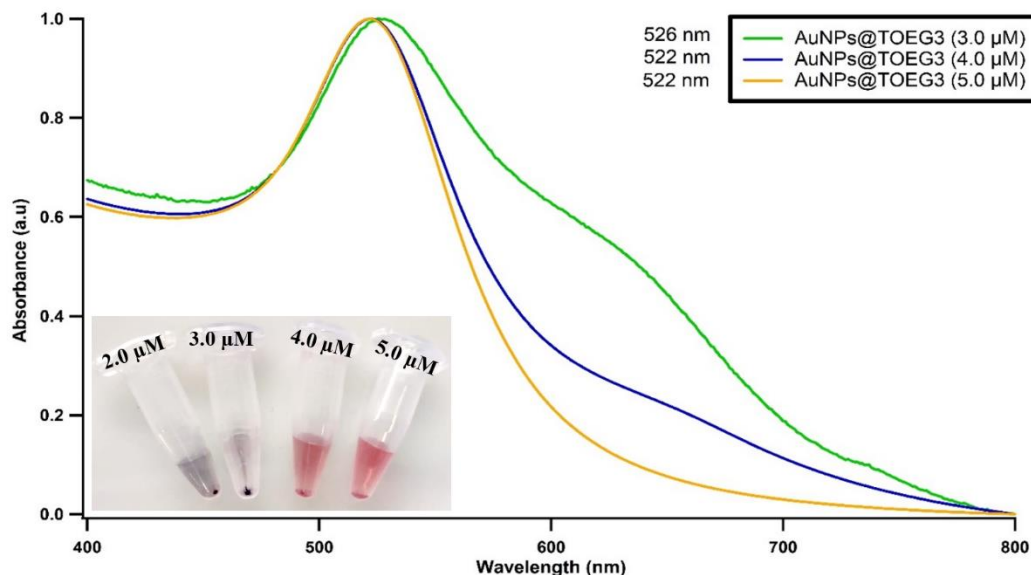 526 nm AuNPs@TOEG3 (3.0 µM)
522 nm AuNPs@TOEG3 (4.0 µM)
522 nm AuNPs@TOEG3 (5.0 µM)
1.0
0.8
0.6
0.4
0.2
0.0
Absorbance (a.u)
2.0 µM
3.0 µM
4.0 µM
5.0 µM
400 500 600 700 800
Wavelength (nm)